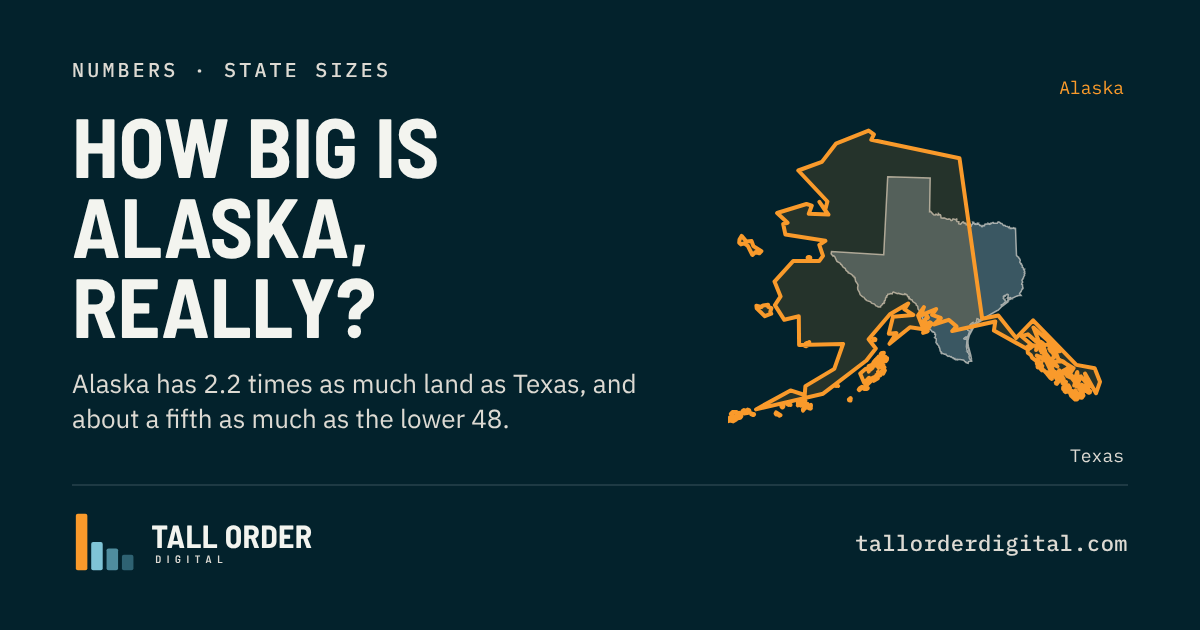 NUMBERS · STATE SIZES
Alaska
HOW BIG IS
ALASKA,
REALLY?
Alaska has 2.2 times as much land as Texas, and
about a fifth as much as the lower 48.
Texas
TALL ORDER
DIGITAL
tallorderdigital.com